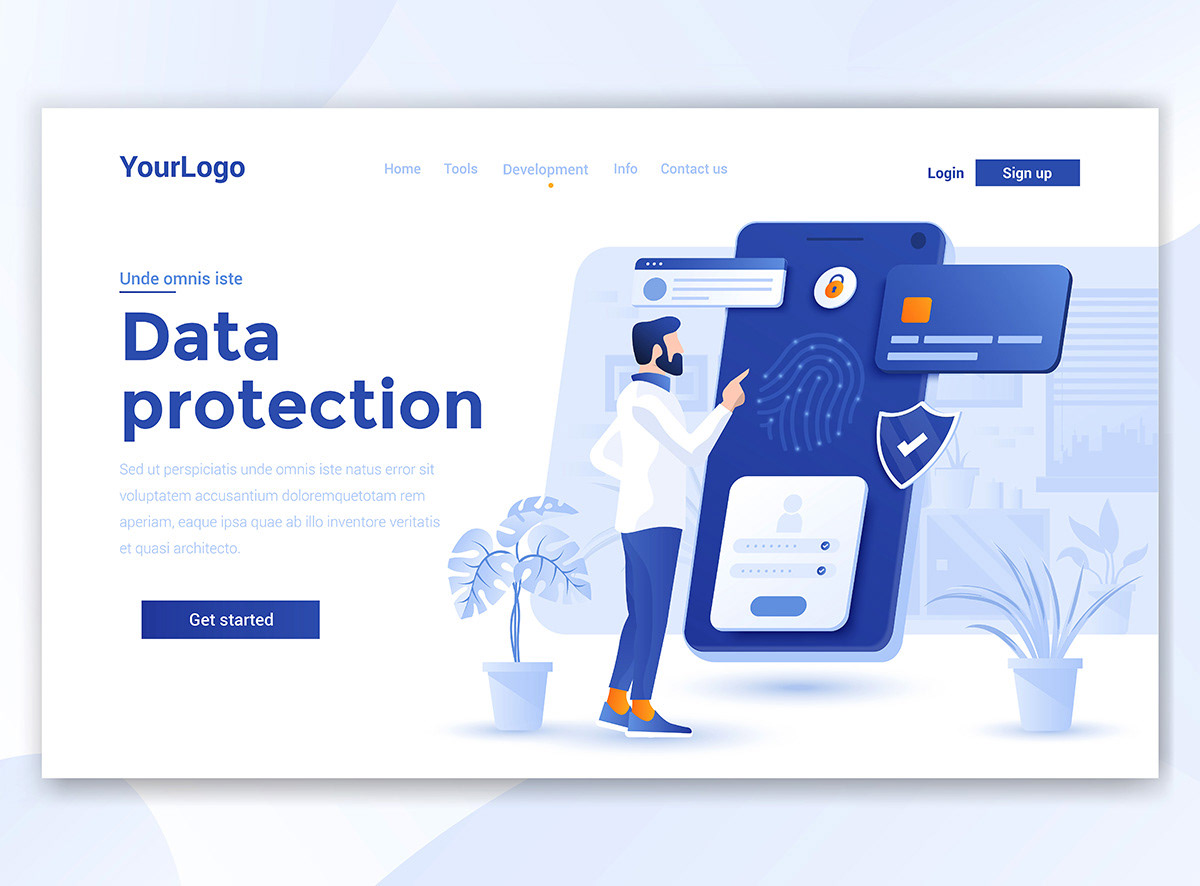 YourLogo
Home Tools Development Info Contact us
Login Sign up
Unde omnis iste
Data
protection
Sed ut perspiciatis unde omnis iste natus error sit
voluptatem accusantium doloremquetotam rem
aperiam, eaque ipsa quae ab illo inventore veritatis
et quasi architecto.
Get started